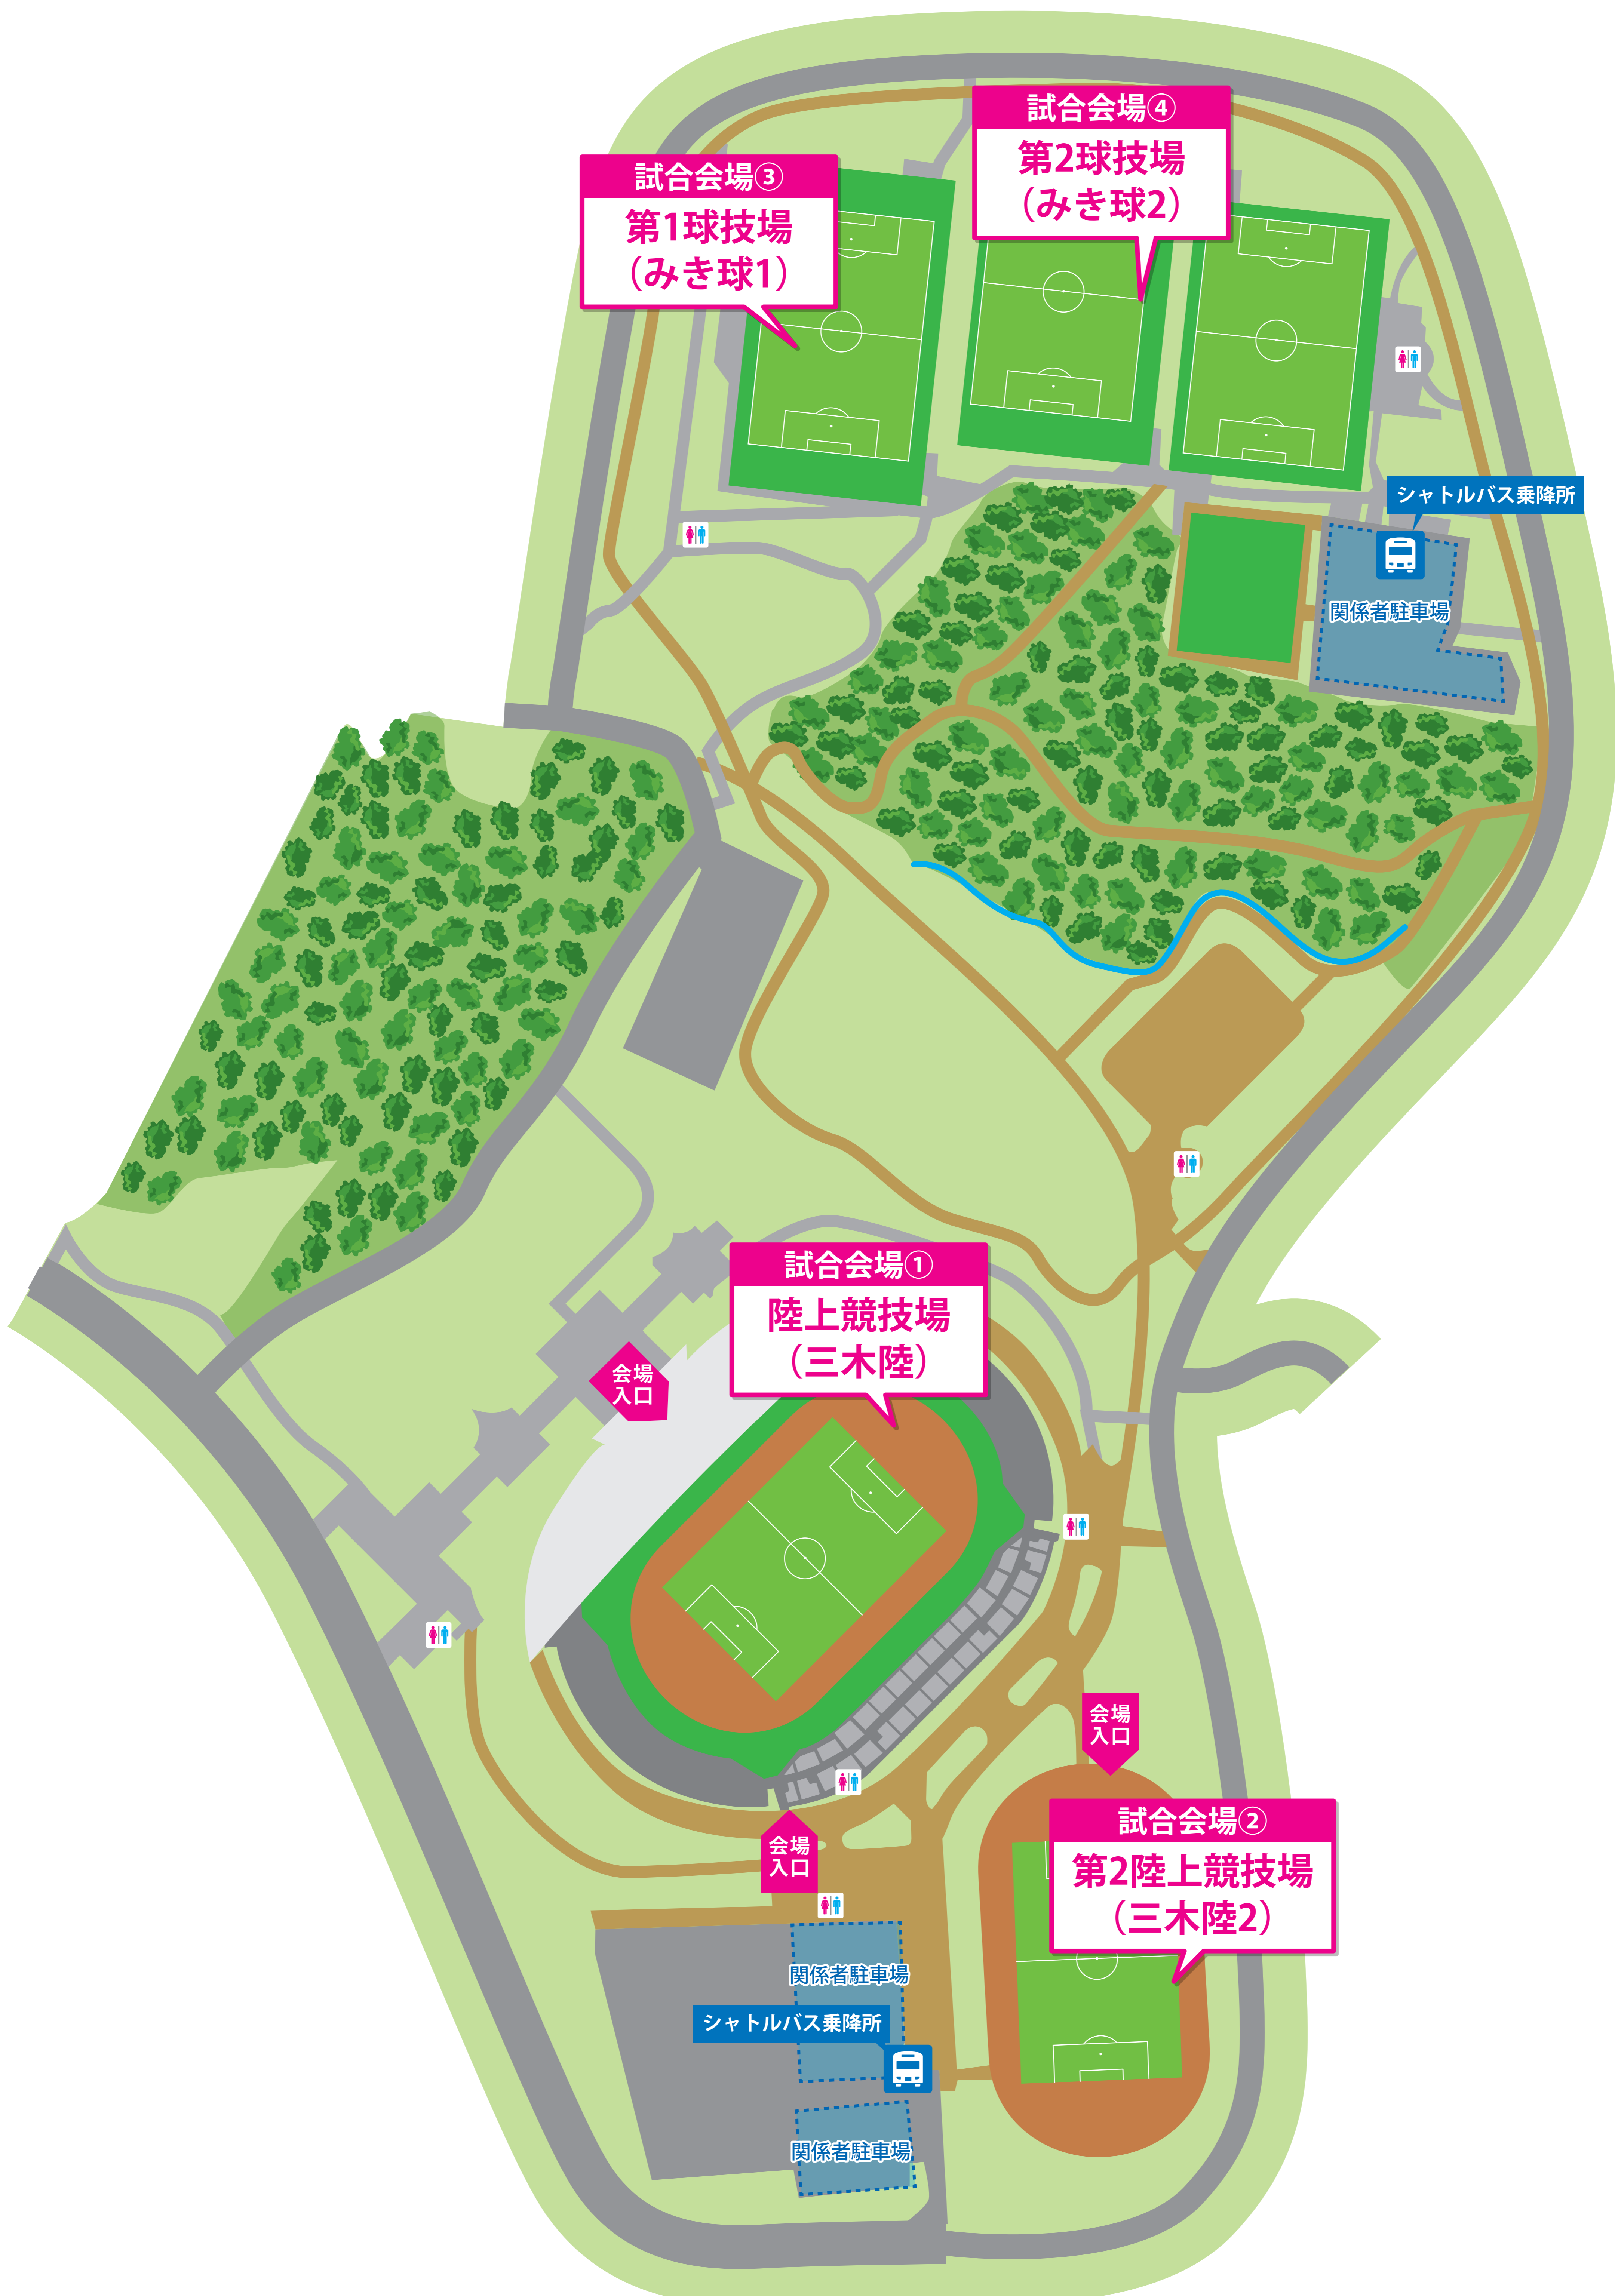 試合会場④
第2球技場
（みき球2）
試合会場③
第1球技場
（みき球1）
シャトルバス乗降所
関係者駐車場
試合会場①
陸上競技場
（三木陸）
会場
入口
会場
入口
試合会場②
第2陸上競技場
（三木陸2）
会場
入口
関係者駐車場
シャトルバス乗降所
関係者駐車場